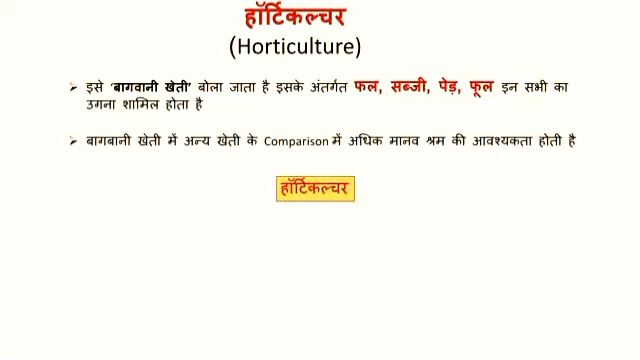 हॉर्टिकल्चर
(Horticulture)
➢ इसे ‘बागवानी खेती’ बोला जाता है इसके अंतर्गत फल, सब्जी, पेड़, फूल इन सभी का
उगना शामिल होता है
➢ बागबानी खेती में अन्य खेती के Comparison में अधिक मानव श्रम की आवश्यकता होती है
हॉर्टिकल्चर